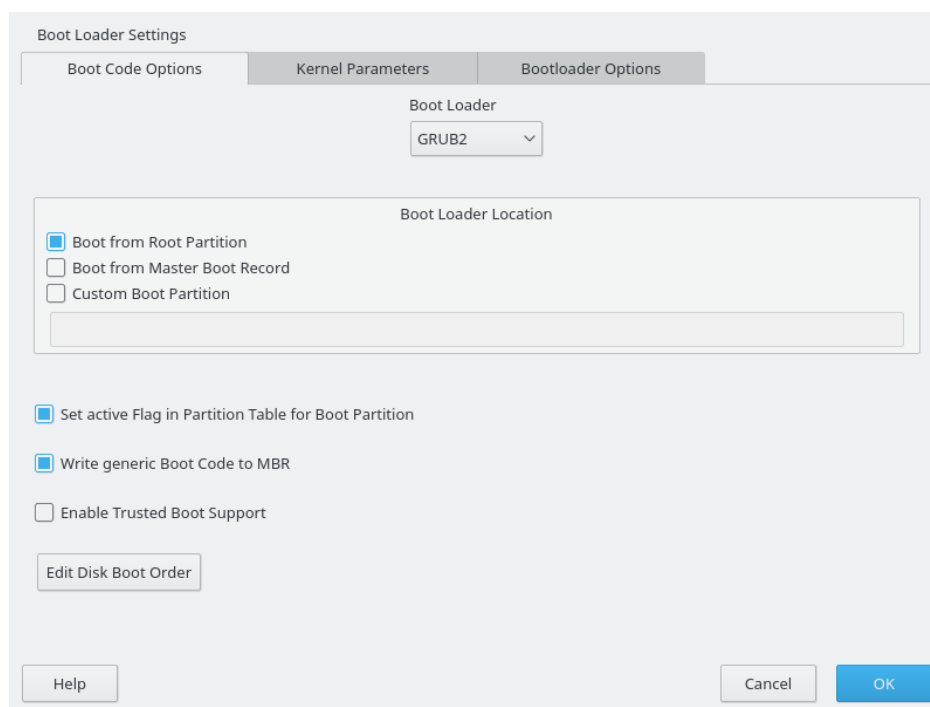 Boot Loader Settings
Boot Code Options
Kernel Parameters
Bootloader Options
Boot Loader
GRUB2
Boot Loader Location
Boot from Root Partition
Boot from Master Boot Record
Custom Boot Partition
Set active Flag in Partition Table for Boot Partition
Write generic Boot Code to MBR
Enable Trusted Boot Support
Edit Disk Boot Order
Help
Cancel
OK